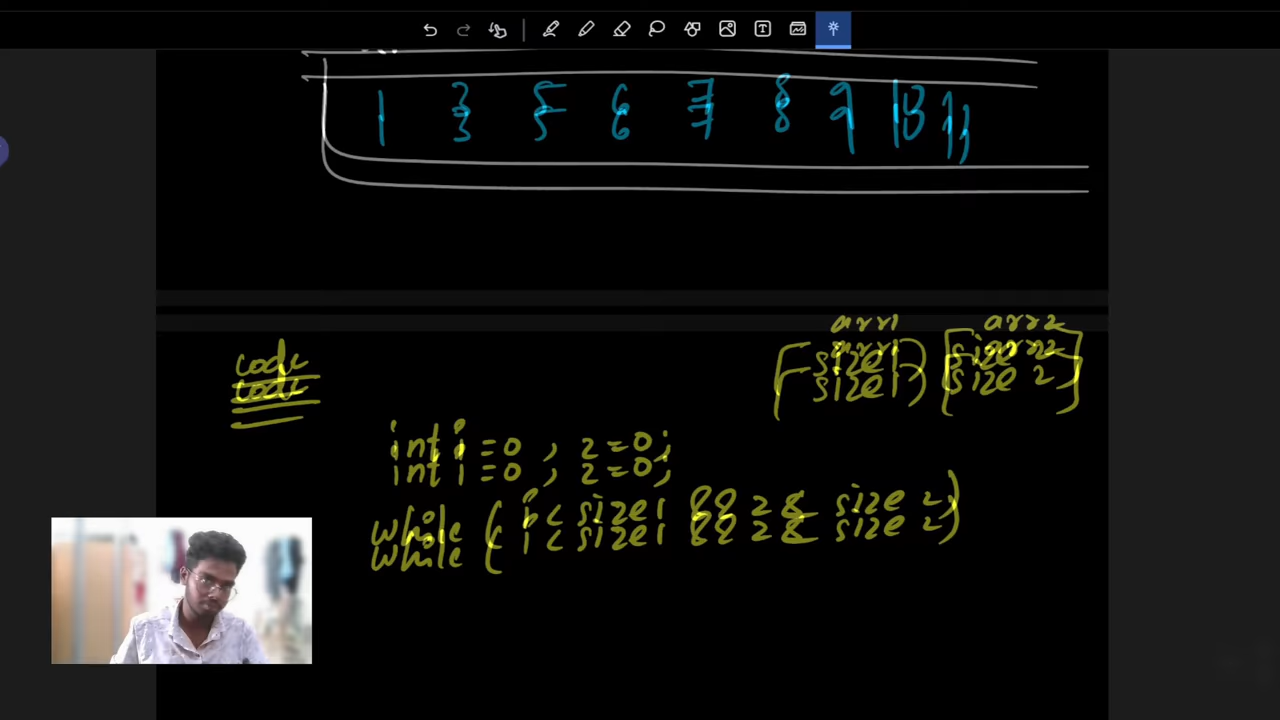 1 3 5 6 7 8 9 10 11
arr1 arr2
code
size1 size 2
int i=0, 2=0;
while ( i < size1 && 2 & size 2)